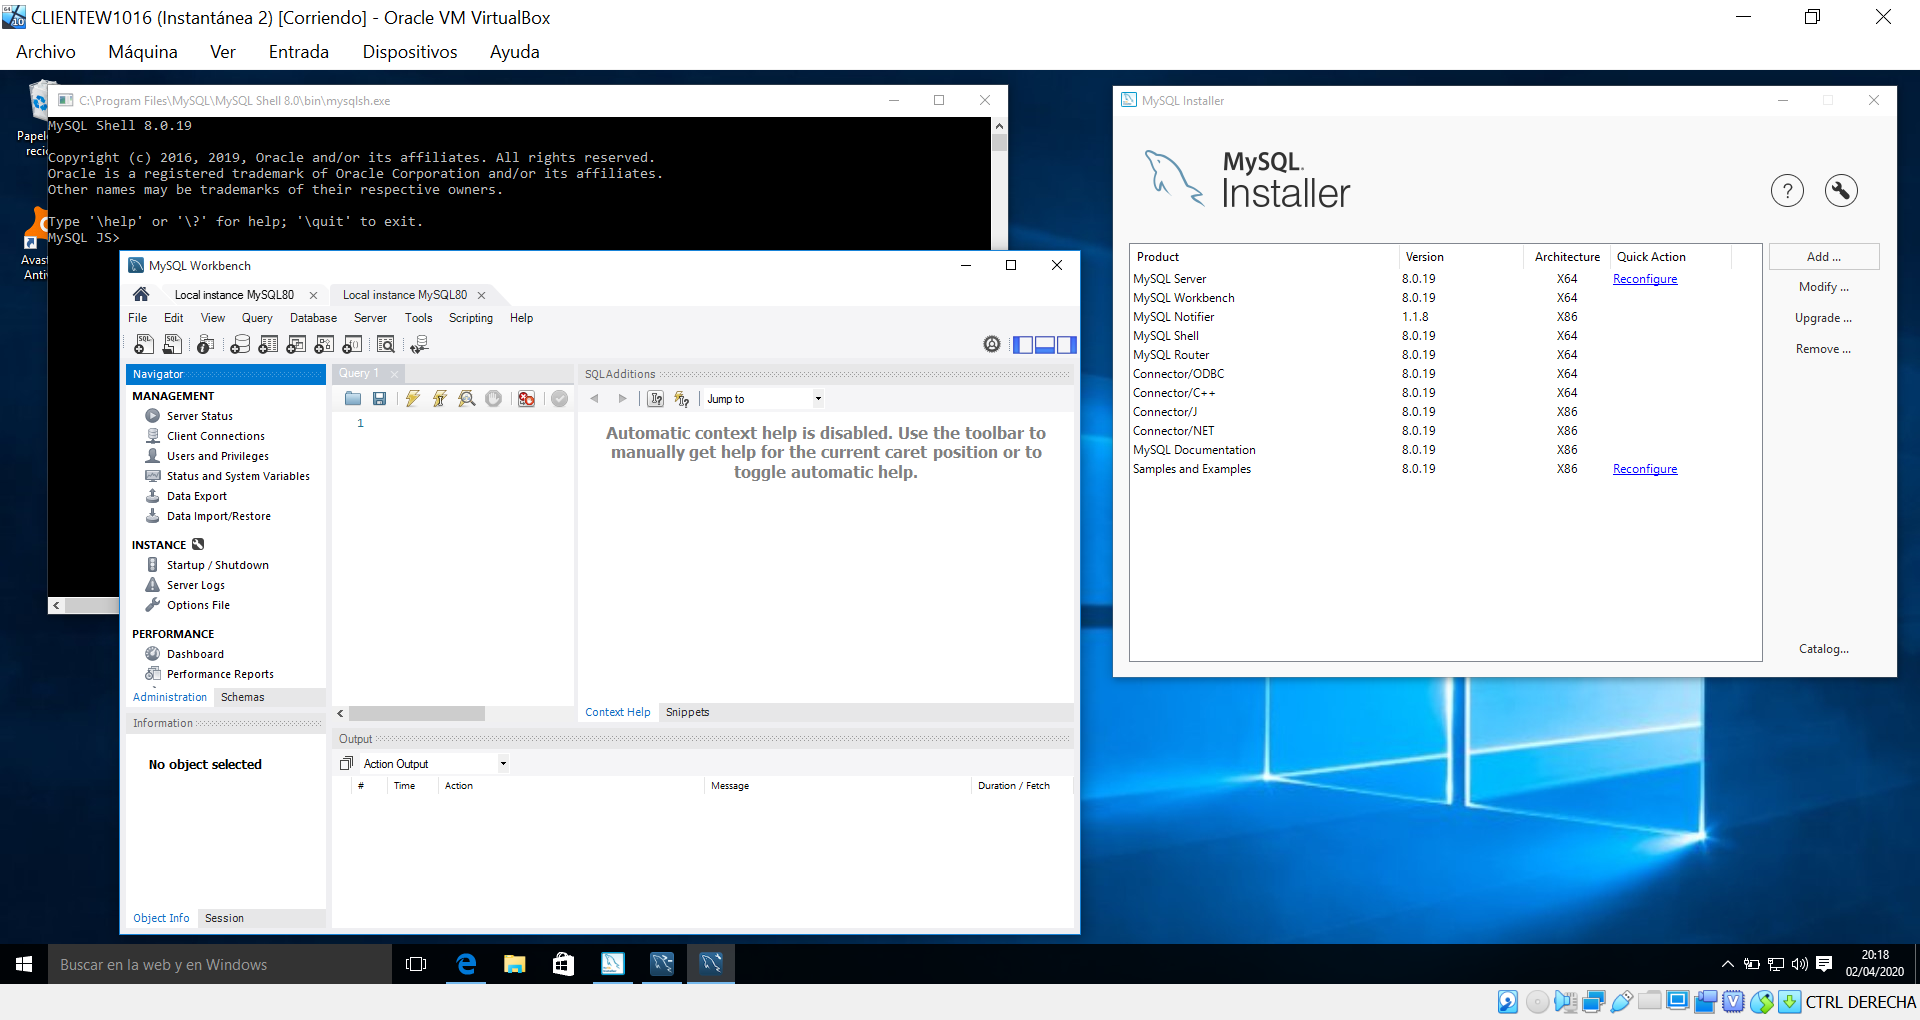 CLIENTEW1016 (Instantánea 2) [Corriendo] - Oracle VM VirtualBox
Archivo Máquina Ver Entrada Dispositivos Ayuda
C:\Program Files\MySQL\MySQL Shell 8.0\bin\mysqlsh.exe
MySQL Shell 8.0.19
Copyright (c) 2016, 2019, Oracle and/or its affiliates. All rights reserved.
Oracle is a registered trademark of Oracle Corporation and/or its affiliates.
Other names may be trademarks of their respective owners.
Type '\help' or '\?' for help; '\quit' to exit.
MySQL JS>
MySQL Workbench
Local instance MySQL80 Local instance MySQL80
File Edit View Query Database Server Tools Scripting Help
Navigator
MANAGEMENT
Server Status
Client Connections
Users and Privileges
Status and System Variables
Data Export
Data Import/Restore
INSTANCE
Startup / Shutdown
Server Logs
Options File
PERFORMANCE
Dashboard
Performance Reports
Administration Schemas
Information
No object selected
Object Info Session
Query 1
1
SQLAdditions
Jump to
Automatic context help is disabled. Use the toolbar to
manually get help for the current caret position or to
toggle automatic help.
Context Help Snippets
Output
Action Output
# Time Action Message Duration / Fetch
MySQL Installer
MySQL.
Installer
Product Version Architecture Quick Action
MySQL Server 8.0.19 X64 Reconfigure
MySQL Workbench 8.0.19 X64
MySQL Notifier 1.1.8 X86
MySQL Shell 8.0.19 X64
MySQL Router 8.0.19 X64
Connector/ODBC 8.0.19 X64
Connector/C++ 8.0.19 X64
Connector/J 8.0.19 X86
Connector/NET 8.0.19 X86
MySQL Documentation 8.0.19 X86
Samples and Examples 8.0.19 X86 Reconfigure
Add ...
Modify ...
Upgrade ...
Remove ...
Catalog...
Buscar en la web y en Windows
20:18
02/04/2020
CTRL DERECHA